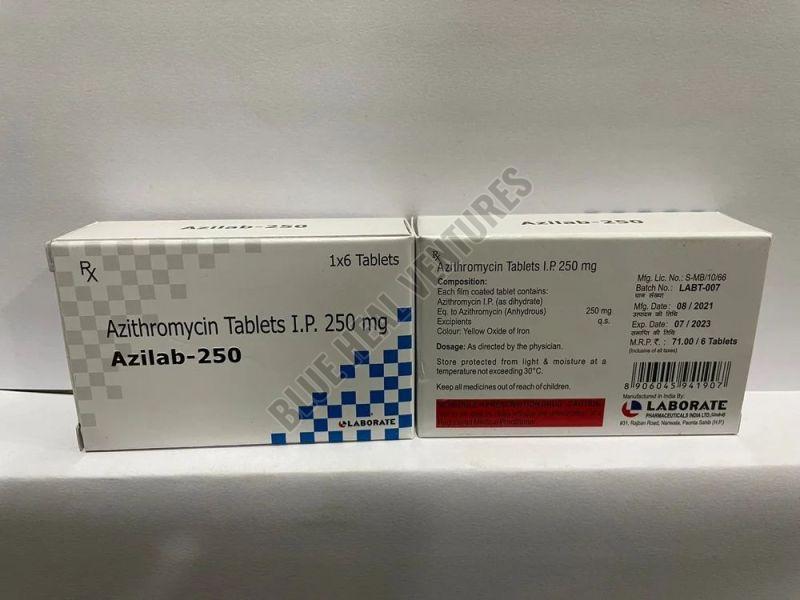 Azilab-250
Rx
1x6 Tablets
Azithromycin Tablets I.P. 250 mg
Azilab-250
LABORATE
Azilab-250
Rx
Azithromycin Tablets I.P. 250 mg
Composition:
Each film coated tablet contains:
Azithromycin I.P. (as dihydrate)
Eq. to Azithromycin (Anhydrous) 250 mg
Excipients q.s.
Colour: Yellow Oxide of Iron
Dosage: As directed by the physician.
Store protected from light & moisture at a
temperature not exceeding 30°C.
Keep all medicines out of reach of children.
Mfg. Lic. No.: S-MB/10/66
Batch No.: LABT-007
Mfg. Date: 08 / 2021
उत्पादन की तिथि
Exp. Date: 07 / 2023
समाप्ति की तिथि
M.R.P. ₹. : 71.00 / 6 Tablets
(Inclusive of all taxes)
8 906045 941907
Manufactured in India By:
LABORATE
PHARMACEUTICALS INDIA LTD.
#31, Rajban Road, Nariwala, Paonta Sahib (H.P.)
BLUE HEAL VENTURES